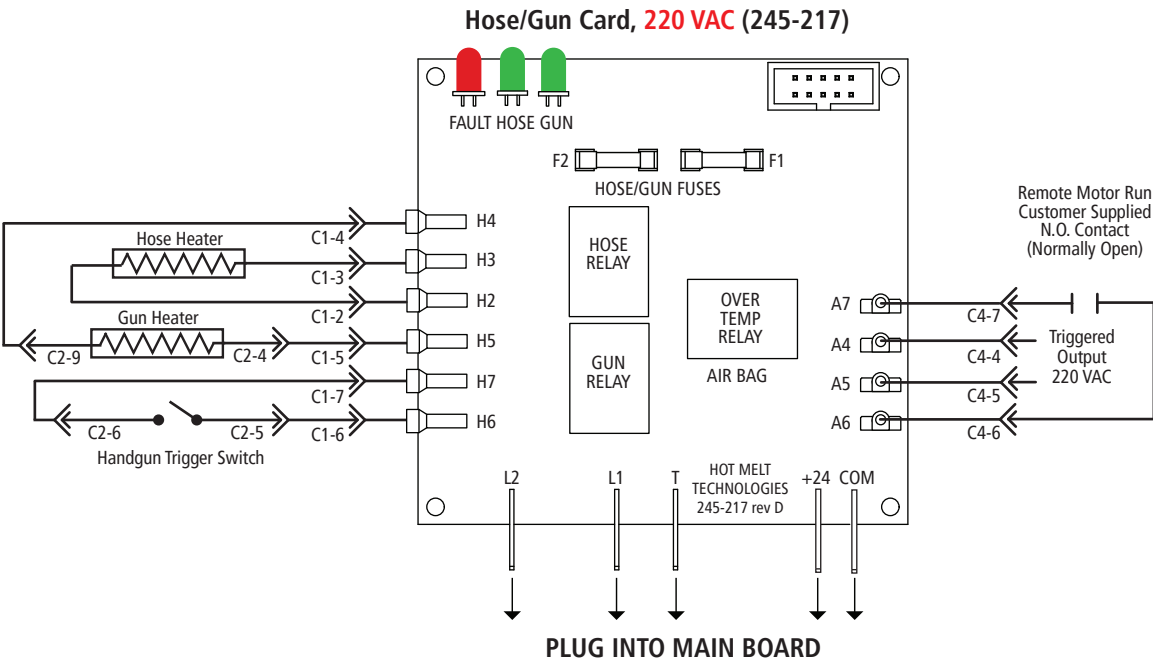 Hose/Gun Card, 220 VAC (245-217)
FAULT HOSE GUN
F2
F1
HOSE/GUN FUSES
H4
C1-4
Hose Heater
H3
C1-3
H2
C1-2
Gun Heater
H5
C2-9
C2-4
C1-5
H7
C1-7
H6
C2-6
C2-5
C1-6
Handgun Trigger Switch
HOSE
RELAY
GUN
RELAY
OVER
TEMP
RELAY
AIR BAG
Remote Motor Run
Customer Supplied
N.O. Contact
(Normally Open)
A7
C4-7
A4
C4-4
Triggered
Output
220 VAC
A5
C4-5
A6
C4-6
L2
L1
T
HOT MELT
TECHNOLOGIES
245-217 rev D
+24
COM
PLUG INTO MAIN BOARD